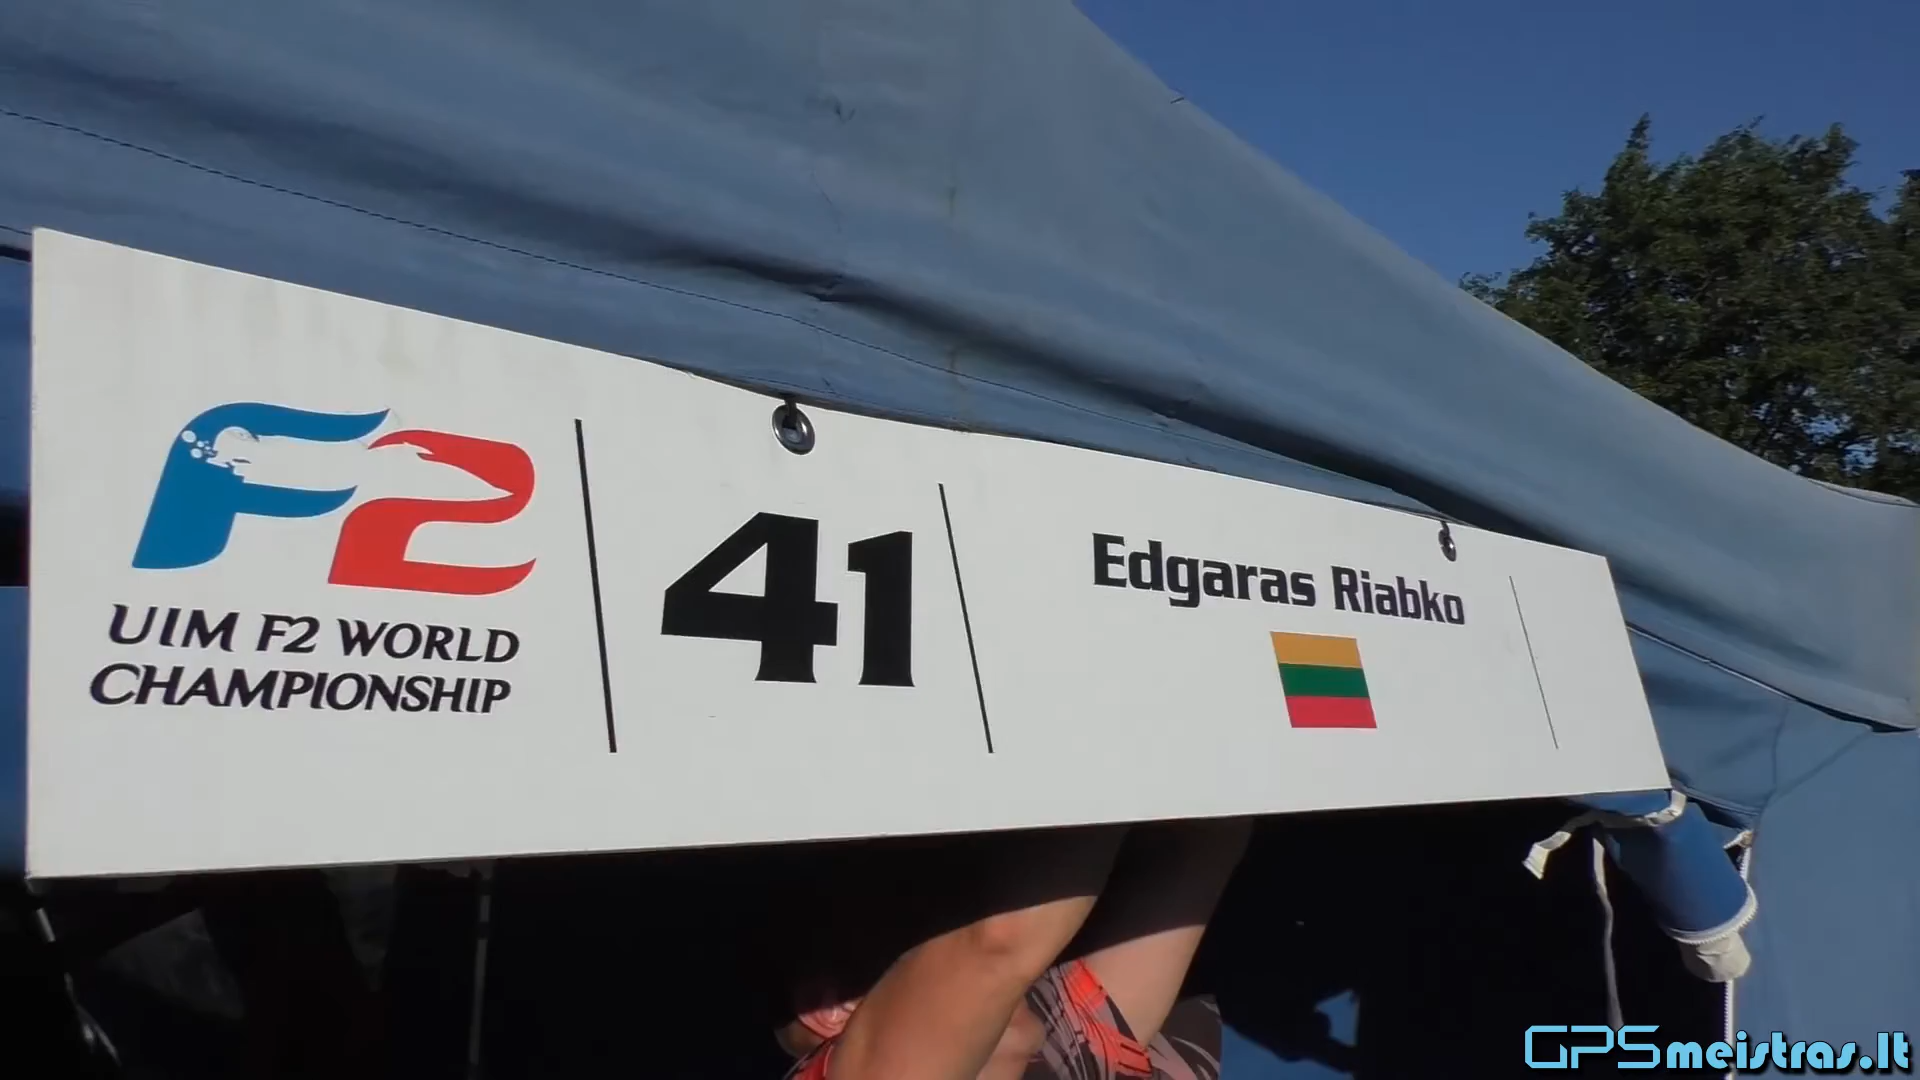 F2
UIM F2 WORLD
CHAMPIONSHIP
41
Edgaras Riabko
GPSmeistras.lt